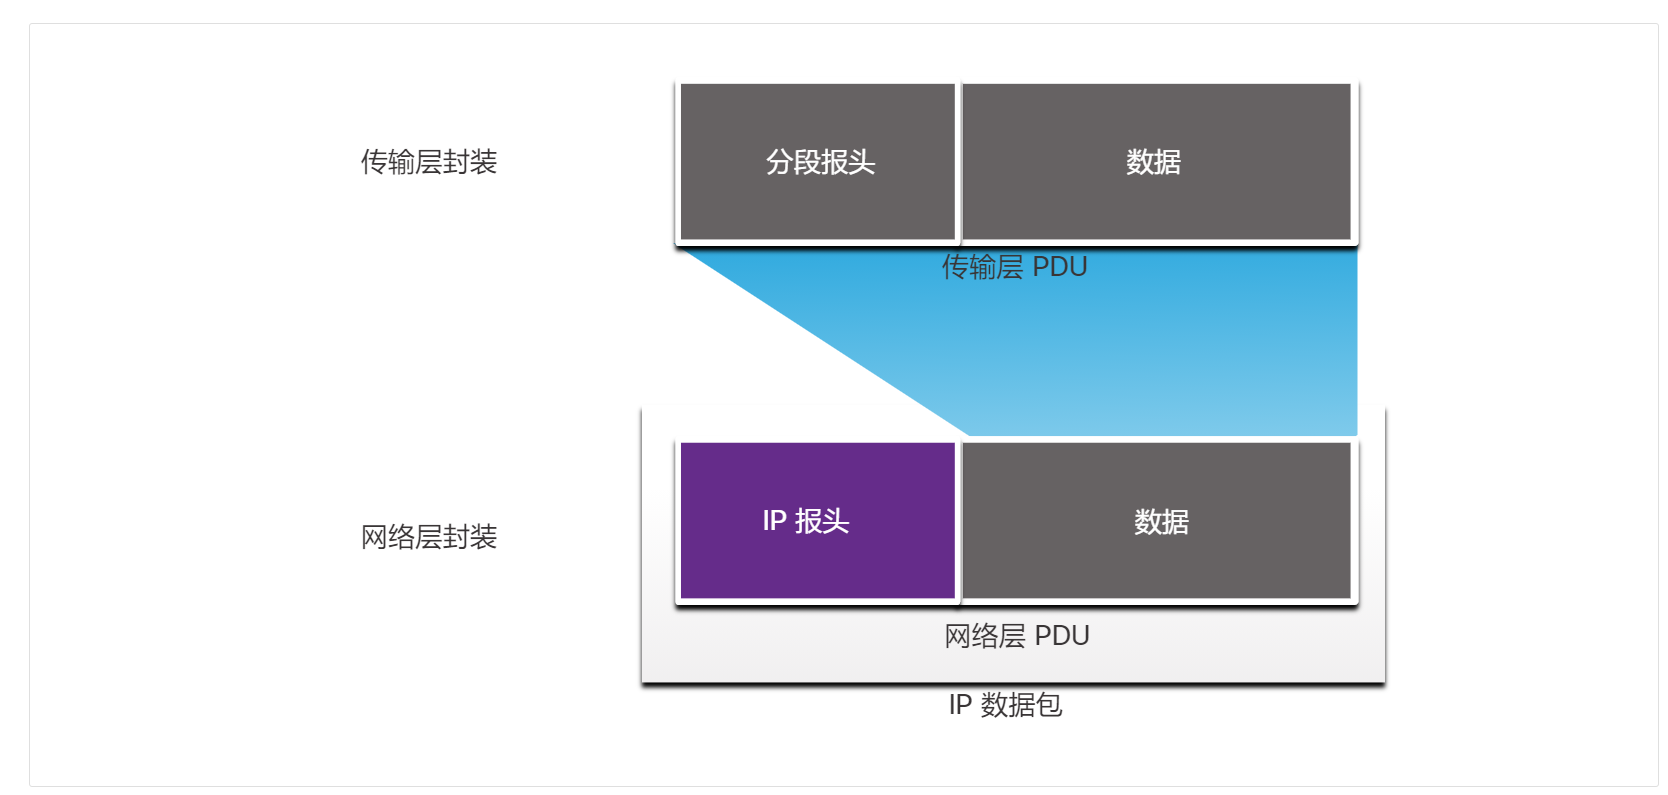 传输层封装
分段报头
数据
传输层 PDU
网络层封装
IP 报头
数据
网络层 PDU
IP 数据包